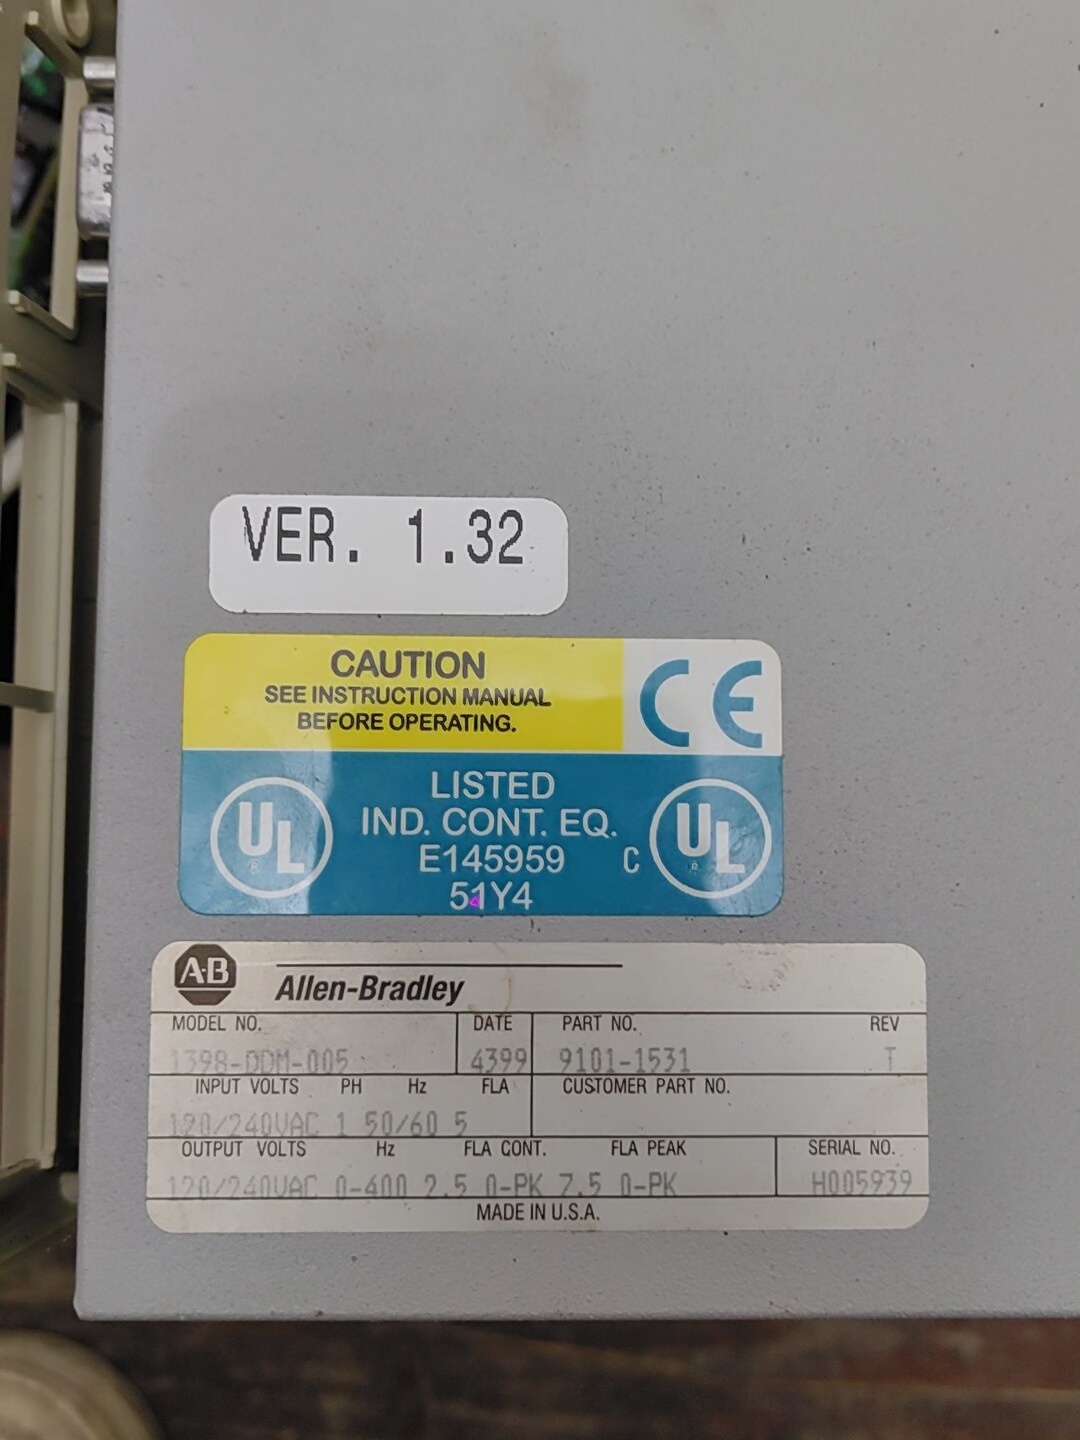 VER. 1.32
CAUTION
SEE INSTRUCTION MANUAL
BEFORE OPERATING.
CE
LISTED
IND. CONT. EQ.
E145959
51Y4
UL
®
C UL
®
A-B
Allen-Bradley
MODEL NO. DATE PART NO. REV
1398-DDM-005 4399 9101-1531 T
INPUT VOLTS PH Hz FLA CUSTOMER PART NO.
120/240VAC 1 50/60 5
OUTPUT VOLTS Hz FLA CONT. FLA PEAK SERIAL NO.
120/240VAC 0-400 2.5 0-PK 7.5 0-PK H005939
MADE IN U.S.A.